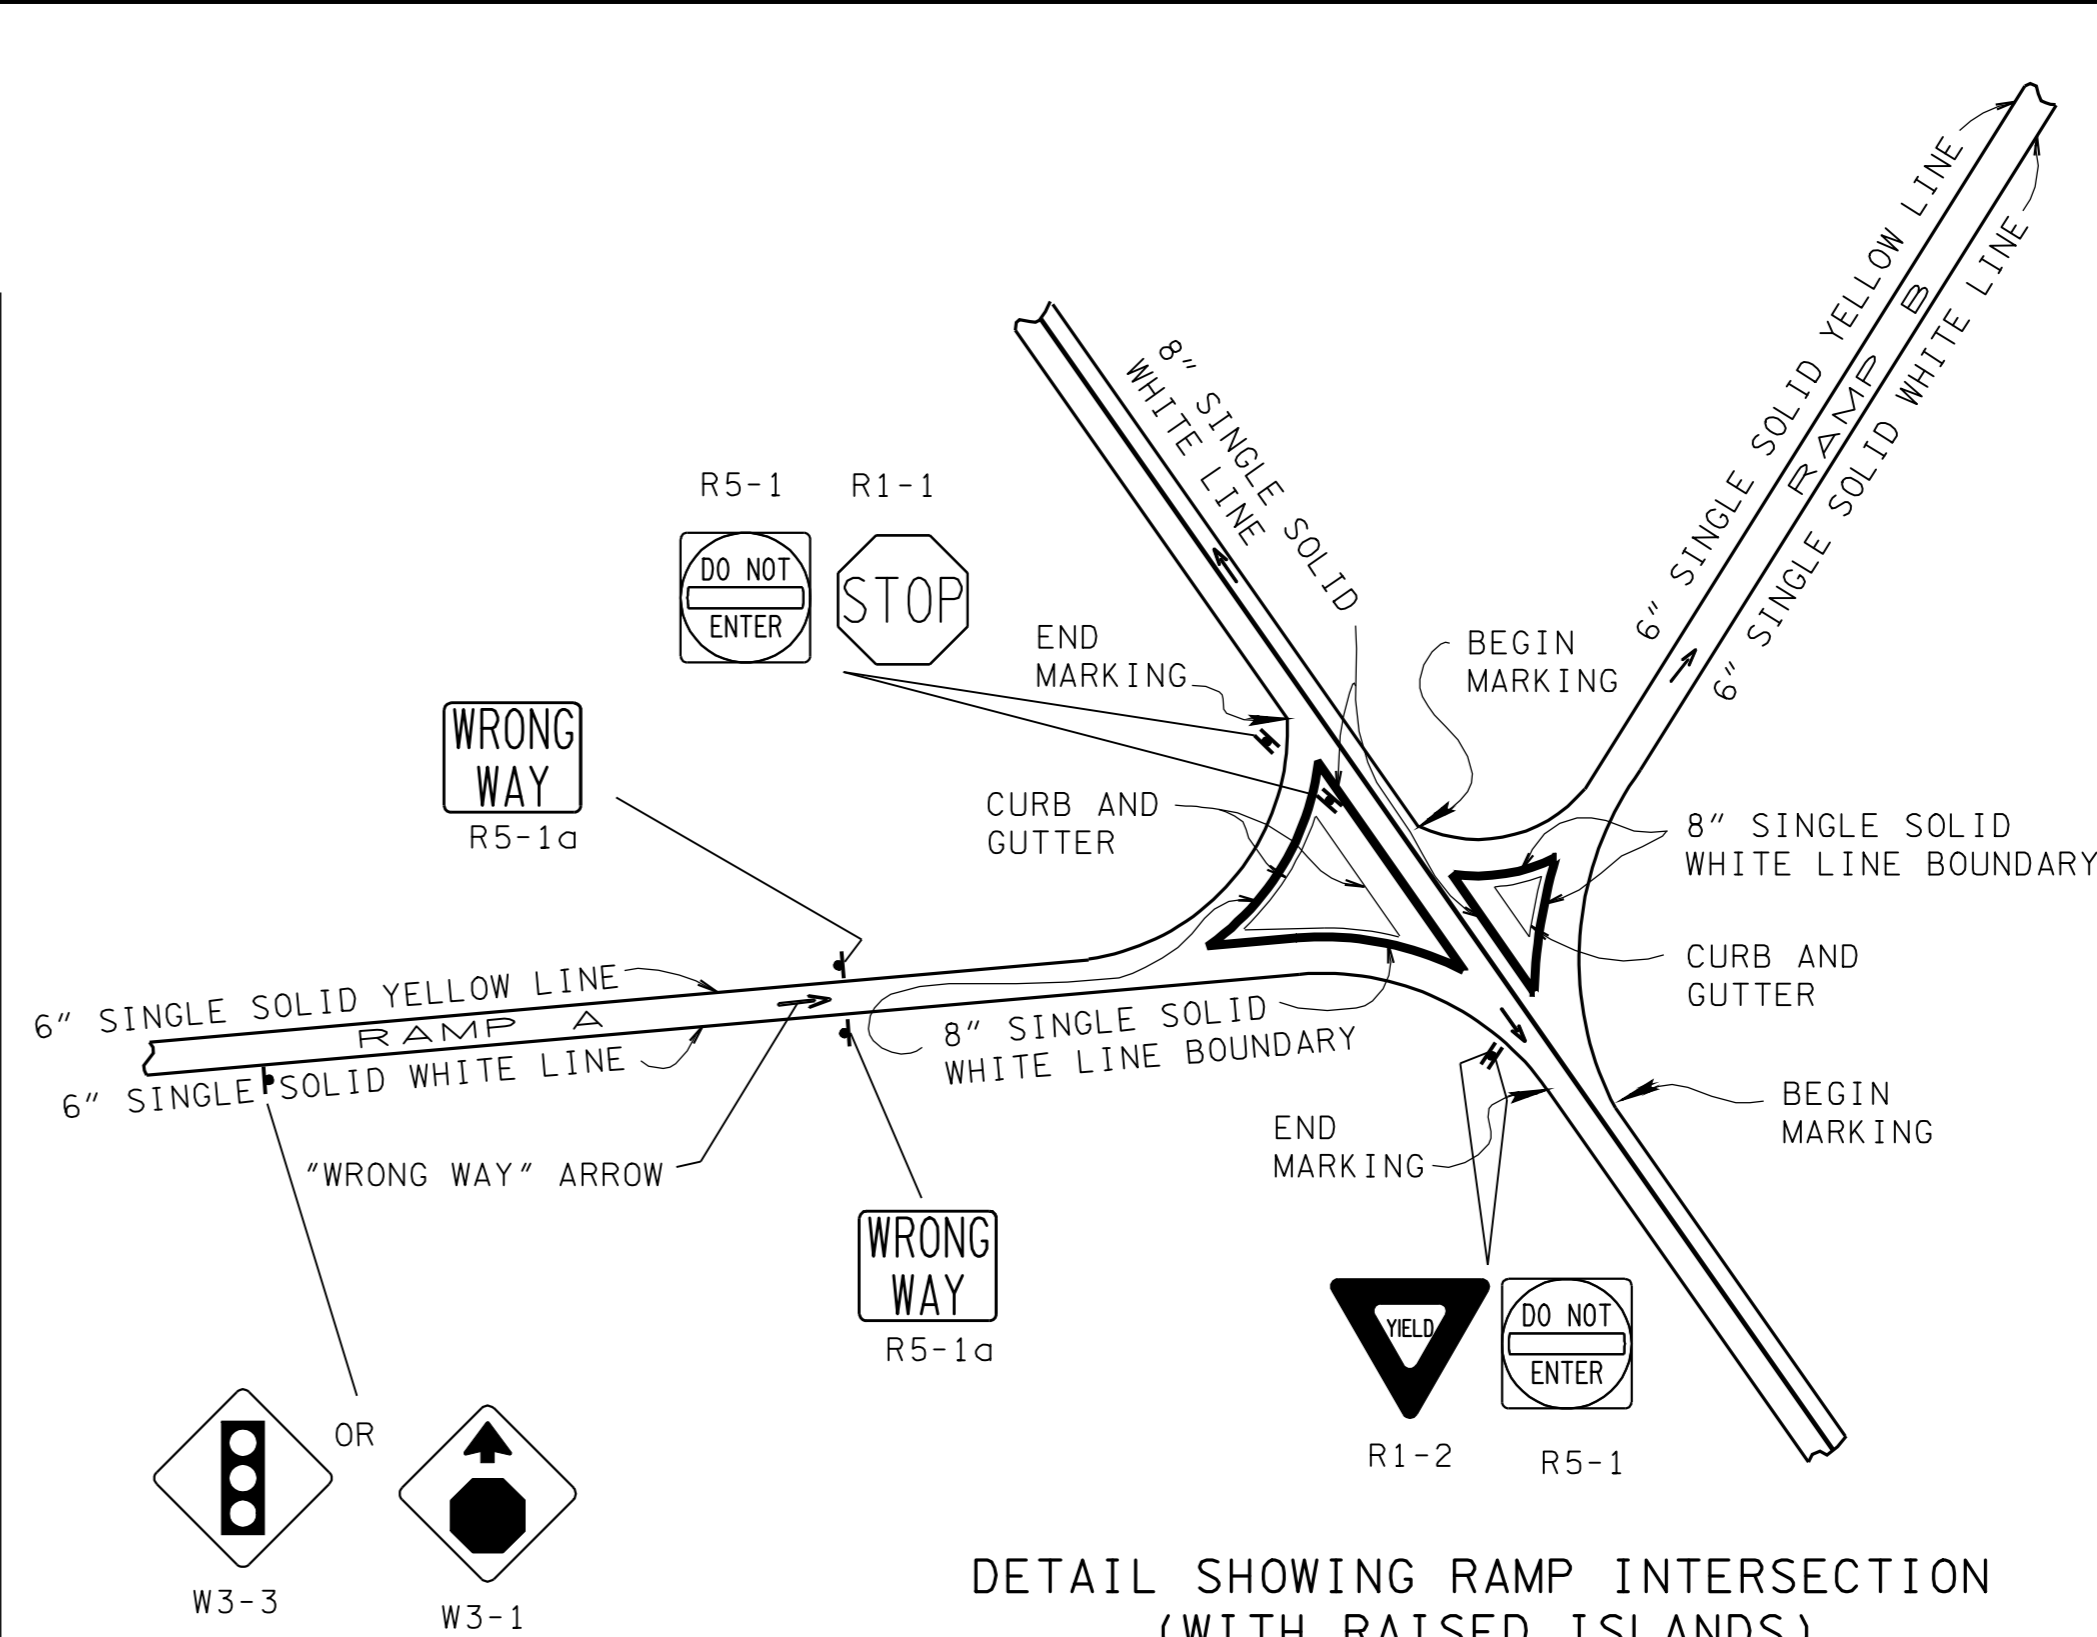 6" SINGLE SOLID YELLOW LINE
RAMP B
6" SINGLE SOLID WHITE LINE
8" SINGLE SOLID
WHITE LINE
R5-1 R1-1
DO NOT
ENTER
STOP
END
MARKING
BEGIN
MARKING
WRONG
WAY
R5-1a
CURB AND
GUTTER
8" SINGLE SOLID
WHITE LINE BOUNDARY
CURB AND
GUTTER
6" SINGLE SOLID YELLOW LINE
RAMP A
6" SINGLE SOLID WHITE LINE
8" SINGLE SOLID
WHITE LINE BOUNDARY
BEGIN
MARKING
END
MARKING
"WRONG WAY" ARROW
WRONG
WAY
R5-1a
YIELD
R1-2
DO NOT
ENTER
R5-1
OR
W3-3
W3-1
DETAIL SHOWING RAMP INTERSECTION
(WITH RAISED ISLANDS)